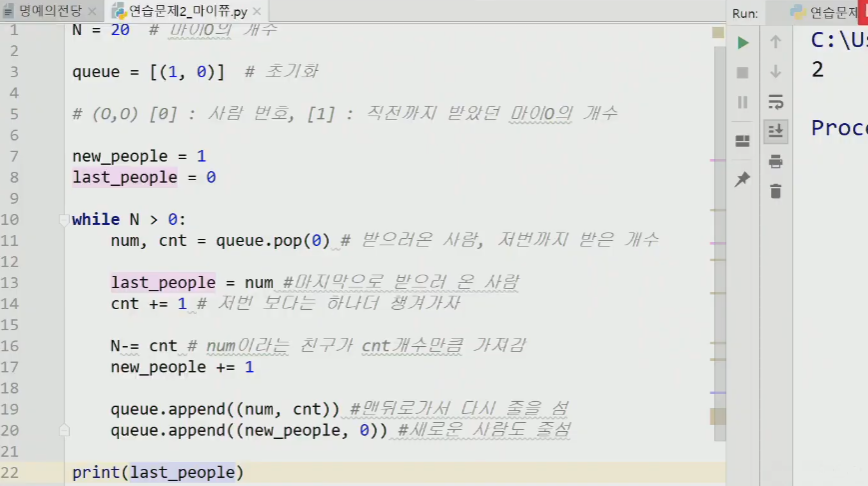 명예의전당
연습문제2_마이쮸.py
Run:
연습문제
1 N = 20 # 마이O의 개수
2
3 queue = [(1, 0)] # 초기화
4
5 # (O,O) [0] : 사람 번호, [1] : 직전까지 받았던 마이O의 개수
6
7 new_people = 1
8 last_people = 0
9
10 while N > 0:
11 num, cnt = queue.pop(0) # 받으러온 사람, 저번까지 받은 개수
12
13 last_people = num #마지막으로 받으러 온 사람
14 cnt += 1 # 저번 보다는 하나더 챙겨가자
15
16 N-= cnt # num이라는 친구가 cnt개수만큼 가져감
17 new_people += 1
18
19 queue.append((num, cnt)) #맨뒤로가서 다시 줄을 섬
20 queue.append((new_people, 0)) #새로운 사람도 줄섬
21
22 print(last_people)
C:\Us
2
Proce